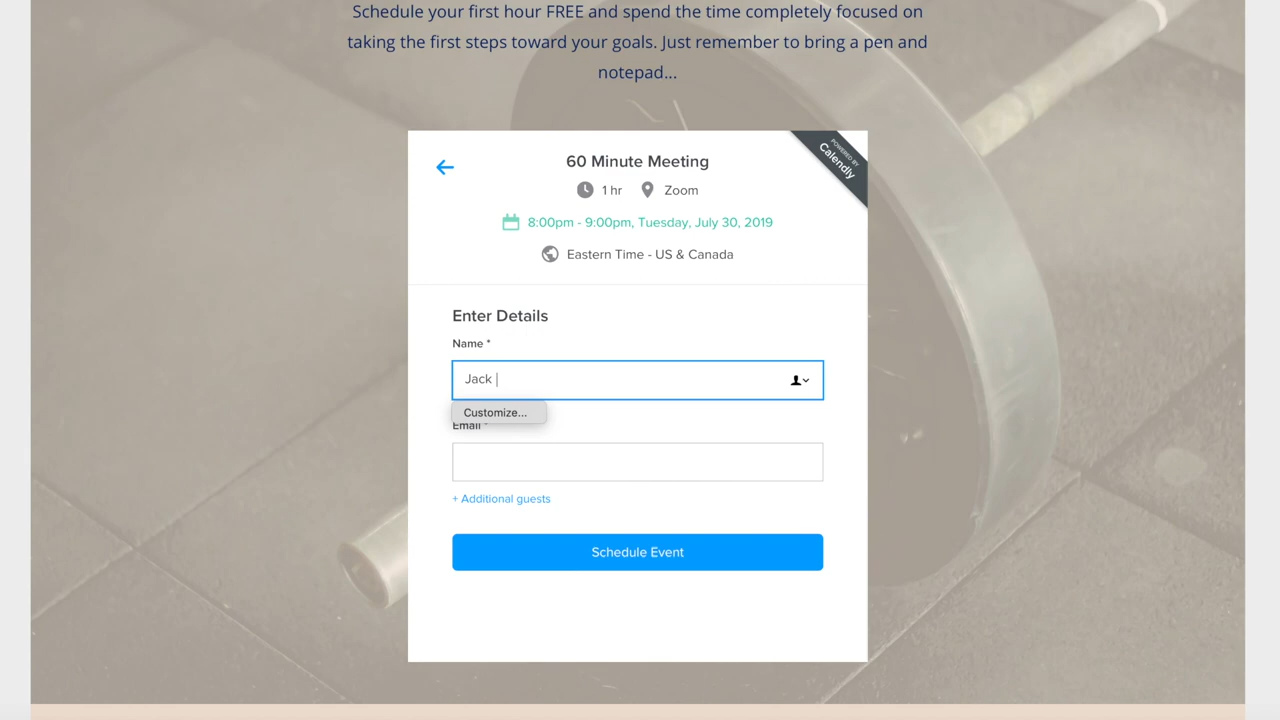 Schedule your first hour FREE and spend the time completely focused on
taking the first steps toward your goals. Just remember to bring a pen and
notepad...
POWERED BY
Calendly
60 Minute Meeting
1 hr Zoom
8:00pm - 9:00pm, Tuesday, July 30, 2019
Eastern Time - US & Canada
Enter Details
Name *
Jack
Customize...
Email *
+ Additional guests
Schedule Event